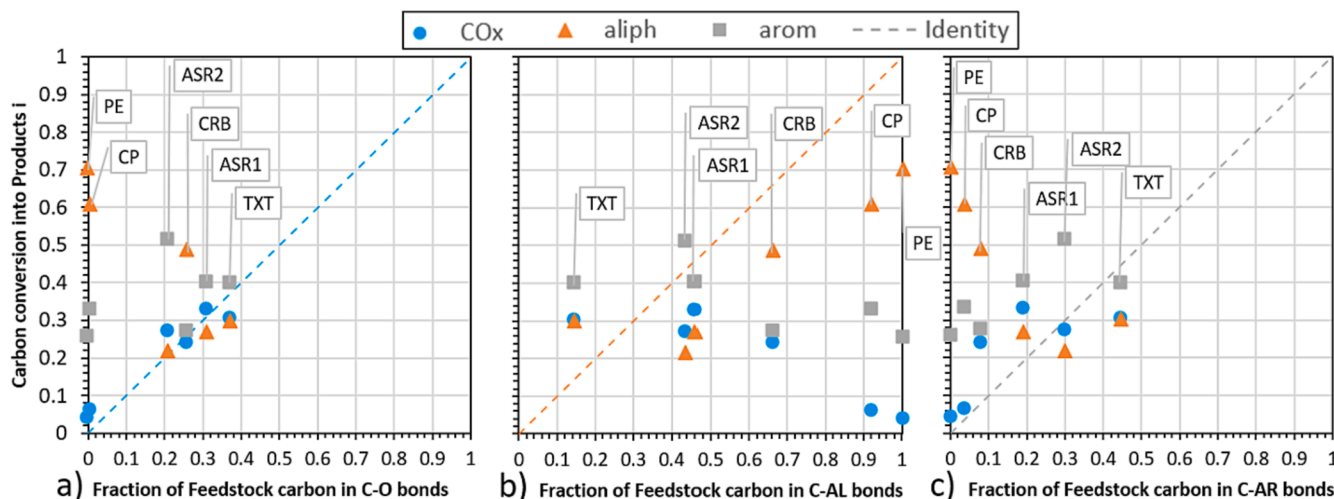 COx aliph arom Identity
Carbon conversion into Products i
1
0.9
0.8
0.7
0.6
0.5
0.4
0.3
0.2
0.1
0
ASR2
PE
CRB
CP
ASR1
TXT
0 0.1 0.2 0.3 0.4 0.5 0.6 0.7 0.8 0.9 1
a) Fraction of Feedstock carbon in C-O bonds
ASR2
CRB
CP
ASR1
TXT
PE
0 0.1 0.2 0.3 0.4 0.5 0.6 0.7 0.8 0.9 1
b) Fraction of Feedstock carbon in C-AL bonds
PE
CP
CRB
ASR2
ASR1
TXT
0 0.1 0.2 0.3 0.4 0.5 0.6 0.7 0.8 0.9 1
c) Fraction of Feedstock carbon in C-AR bonds